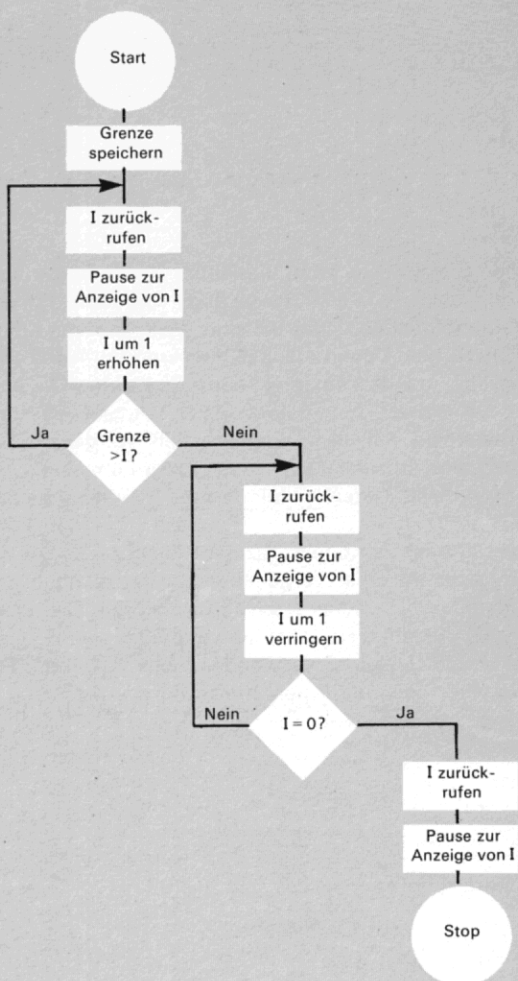 Start
Grenze
speichern
I zurück-
rufen
Pause zur
Anzeige von I
I um 1
erhöhen
Ja
Grenze
>I?
Nein
I zurück-
rufen
Pause zur
Anzeige von I
I um 1
verringern
Nein
I = 0?
Ja
I zurück-
rufen
Pause zur
Anzeige von I
Stop